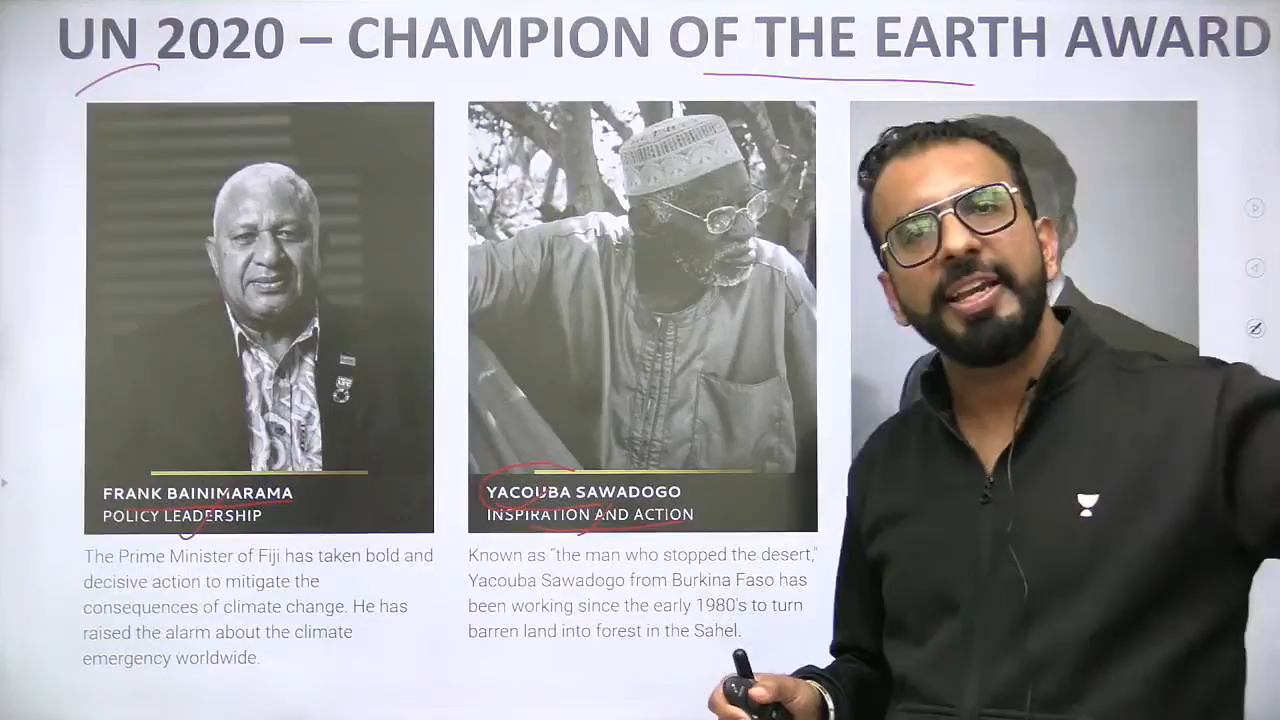 UN 2020 – CHAMPION OF THE EARTH AWARD
FRANK BAINIMARAMA
POLICY LEADERSHIP
The Prime Minister of Fiji has taken bold and
decisive action to mitigate the
consequences of climate change. He has
raised the alarm about the climate
emergency worldwide.
YACOUBA SAWADOGO
INSPIRATION AND ACTION
Known as "the man who stopped the desert,"
Yacouba Sawadogo from Burkina Faso has
been working since the early 1980's to turn
barren land into forest in the Sahel.